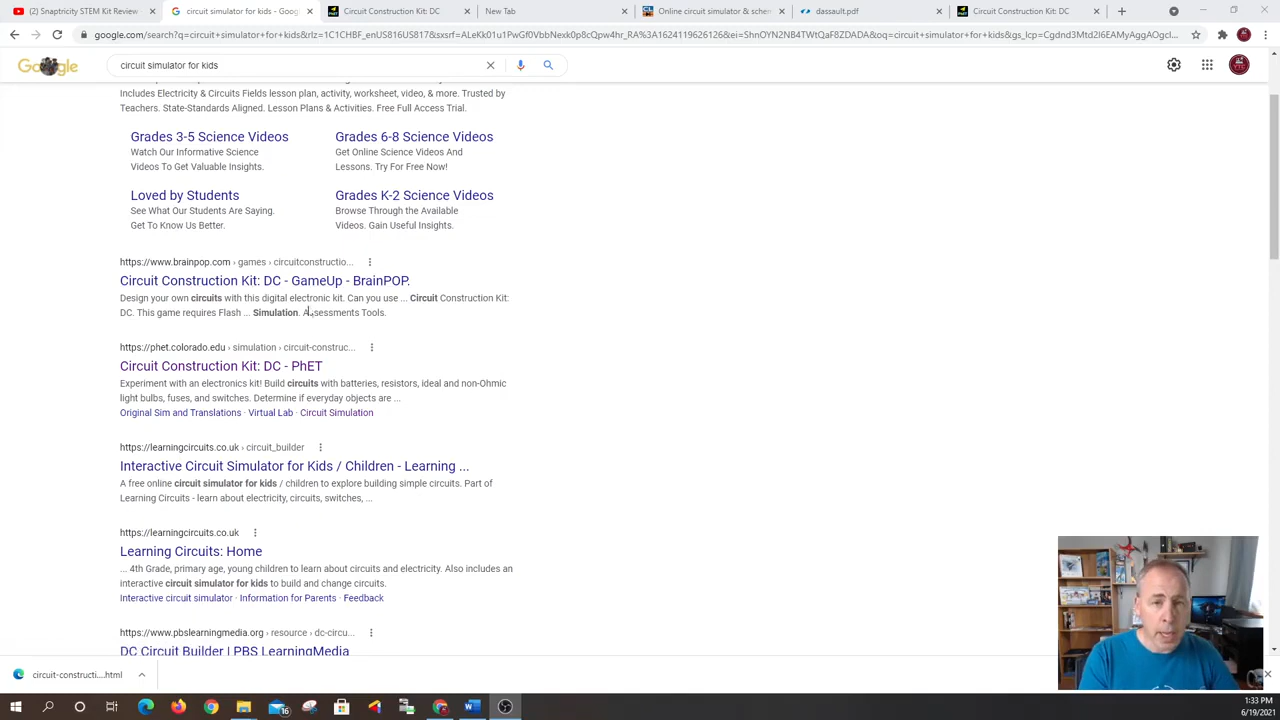 (2) Snaptricity STEM Kit Review
circuit simulator for kids - Goog
Circuit Construction Kit: DC
New Tab
Online circuit simulator & schem
dassault.pdf
Circuit Construction Kit: DC
google.com/search?q=circuit+simulator+for+kids&rlz=1C1CHBF_enUS816US817&sxsrf=ALeKk01u1PwGf0VbbNexk0p8cQpw4hr_RA%3A1624119626126&ei=ShnOYN2NB4TWtQaF8ZDADA&oq=circuit+simulator+for+kids&gs_lcp=Cgdnd3Mtd2l6EAMyAggAOgcI...
Google
circuit simulator for kids
Includes Electricity & Circuits Fields lesson plan, activity, worksheet, video, & more. Trusted by
Teachers. State-Standards Aligned. Lesson Plans & Activities. Free Full Access Trial.
Grades 3-5 Science Videos
Watch Our Informative Science
Videos To Get Valuable Insights.
Grades 6-8 Science Videos
Get Online Science Videos And
Lessons. Try For Free Now!
Loved by Students
See What Our Students Are Saying.
Get To Know Us Better.
Grades K-2 Science Videos
Browse Through the Available
Videos. Gain Useful Insights.
https://www.brainpop.com › games › circuitconstructio...
Circuit Construction Kit: DC - GameUp - BrainPOP.
Design your own circuits with this digital electronic kit. Can you use ... Circuit Construction Kit:
DC. This game requires Flash ... Simulation. Assessments Tools.
https://phet.colorado.edu › simulation › circuit-construc...
Circuit Construction Kit: DC - PhET
Experiment with an electronics kit! Build circuits with batteries, resistors, ideal and non-Ohmic
light bulbs, fuses, and switches. Determine if everyday objects are ...
Original Sim and Translations · Virtual Lab · Circuit Simulation
https://learningcircuits.co.uk › circuit_builder
Interactive Circuit Simulator for Kids / Children - Learning ...
A free online circuit simulator for kids / children to explore building simple circuits. Part of
Learning Circuits - learn about electricity, circuits, switches, ...
https://learningcircuits.co.uk
Learning Circuits: Home
... 4th Grade, primary age, young children to learn about circuits and electricity. Also includes an
interactive circuit simulator for kids to build and change circuits.
Interactive circuit simulator · Information for Parents · Feedback
https://www.pbslearningmedia.org › resource › dc-circu...
DC Circuit Builder | PBS LearningMedia
circuit-constructi....html
1:33 PM
6/19/2021